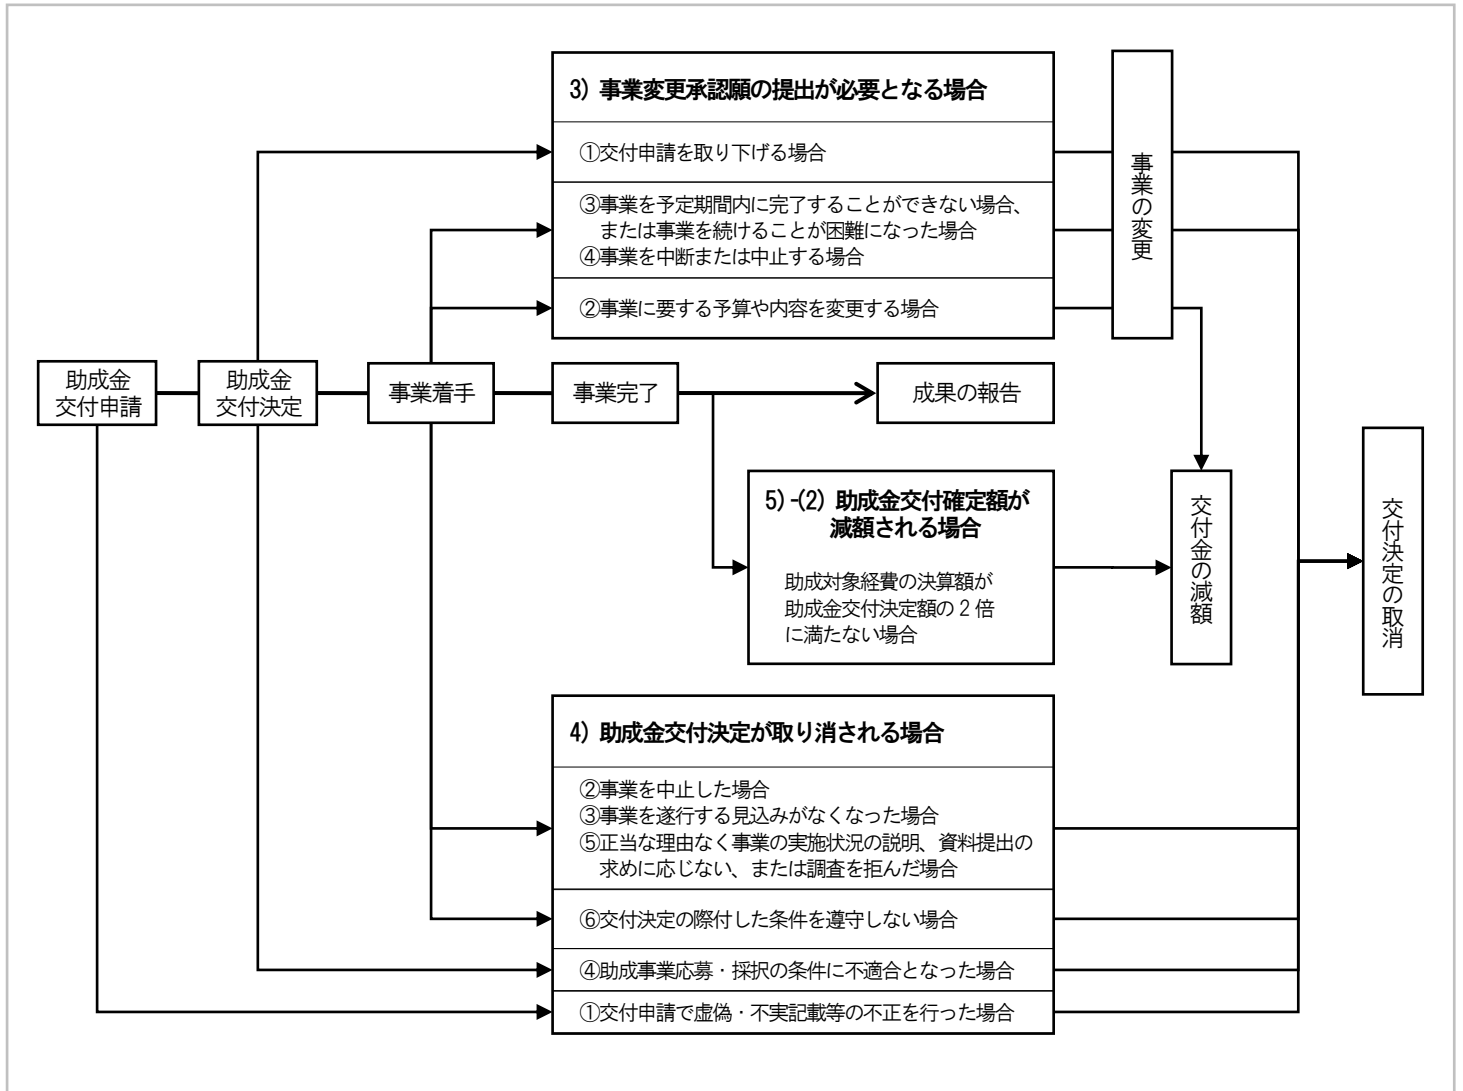 3) 事業変更承認願の提出が必要となる場合
①交付申請を取り下げる場合
③事業を予定期間内に完了することができない場合、
または事業を続けることが困難になった場合
④事業を中断または中止する場合
②事業に要する予算や内容を変更する場合
事業の変更
助成金
交付申請
助成金
交付決定
事業着手
事業完了
成果の報告
5)-(2) 助成金交付確定額が
減額される場合
助成対象経費の決算額が
助成金交付決定額の2倍
に満たない場合
交付金の減額
交付決定の取消
4) 助成金交付決定が取り消される場合
②事業を中止した場合
③事業を遂行する見込みがなくなった場合
⑤正当な理由なく事業の実施状況の説明、資料提出の
求めに応じない、または調査を拒んだ場合
⑥交付決定の際付した条件を遵守しない場合
④助成事業応募・採択の条件に不適合となった場合
①交付申請で虚偽・不実記載等の不正を行った場合